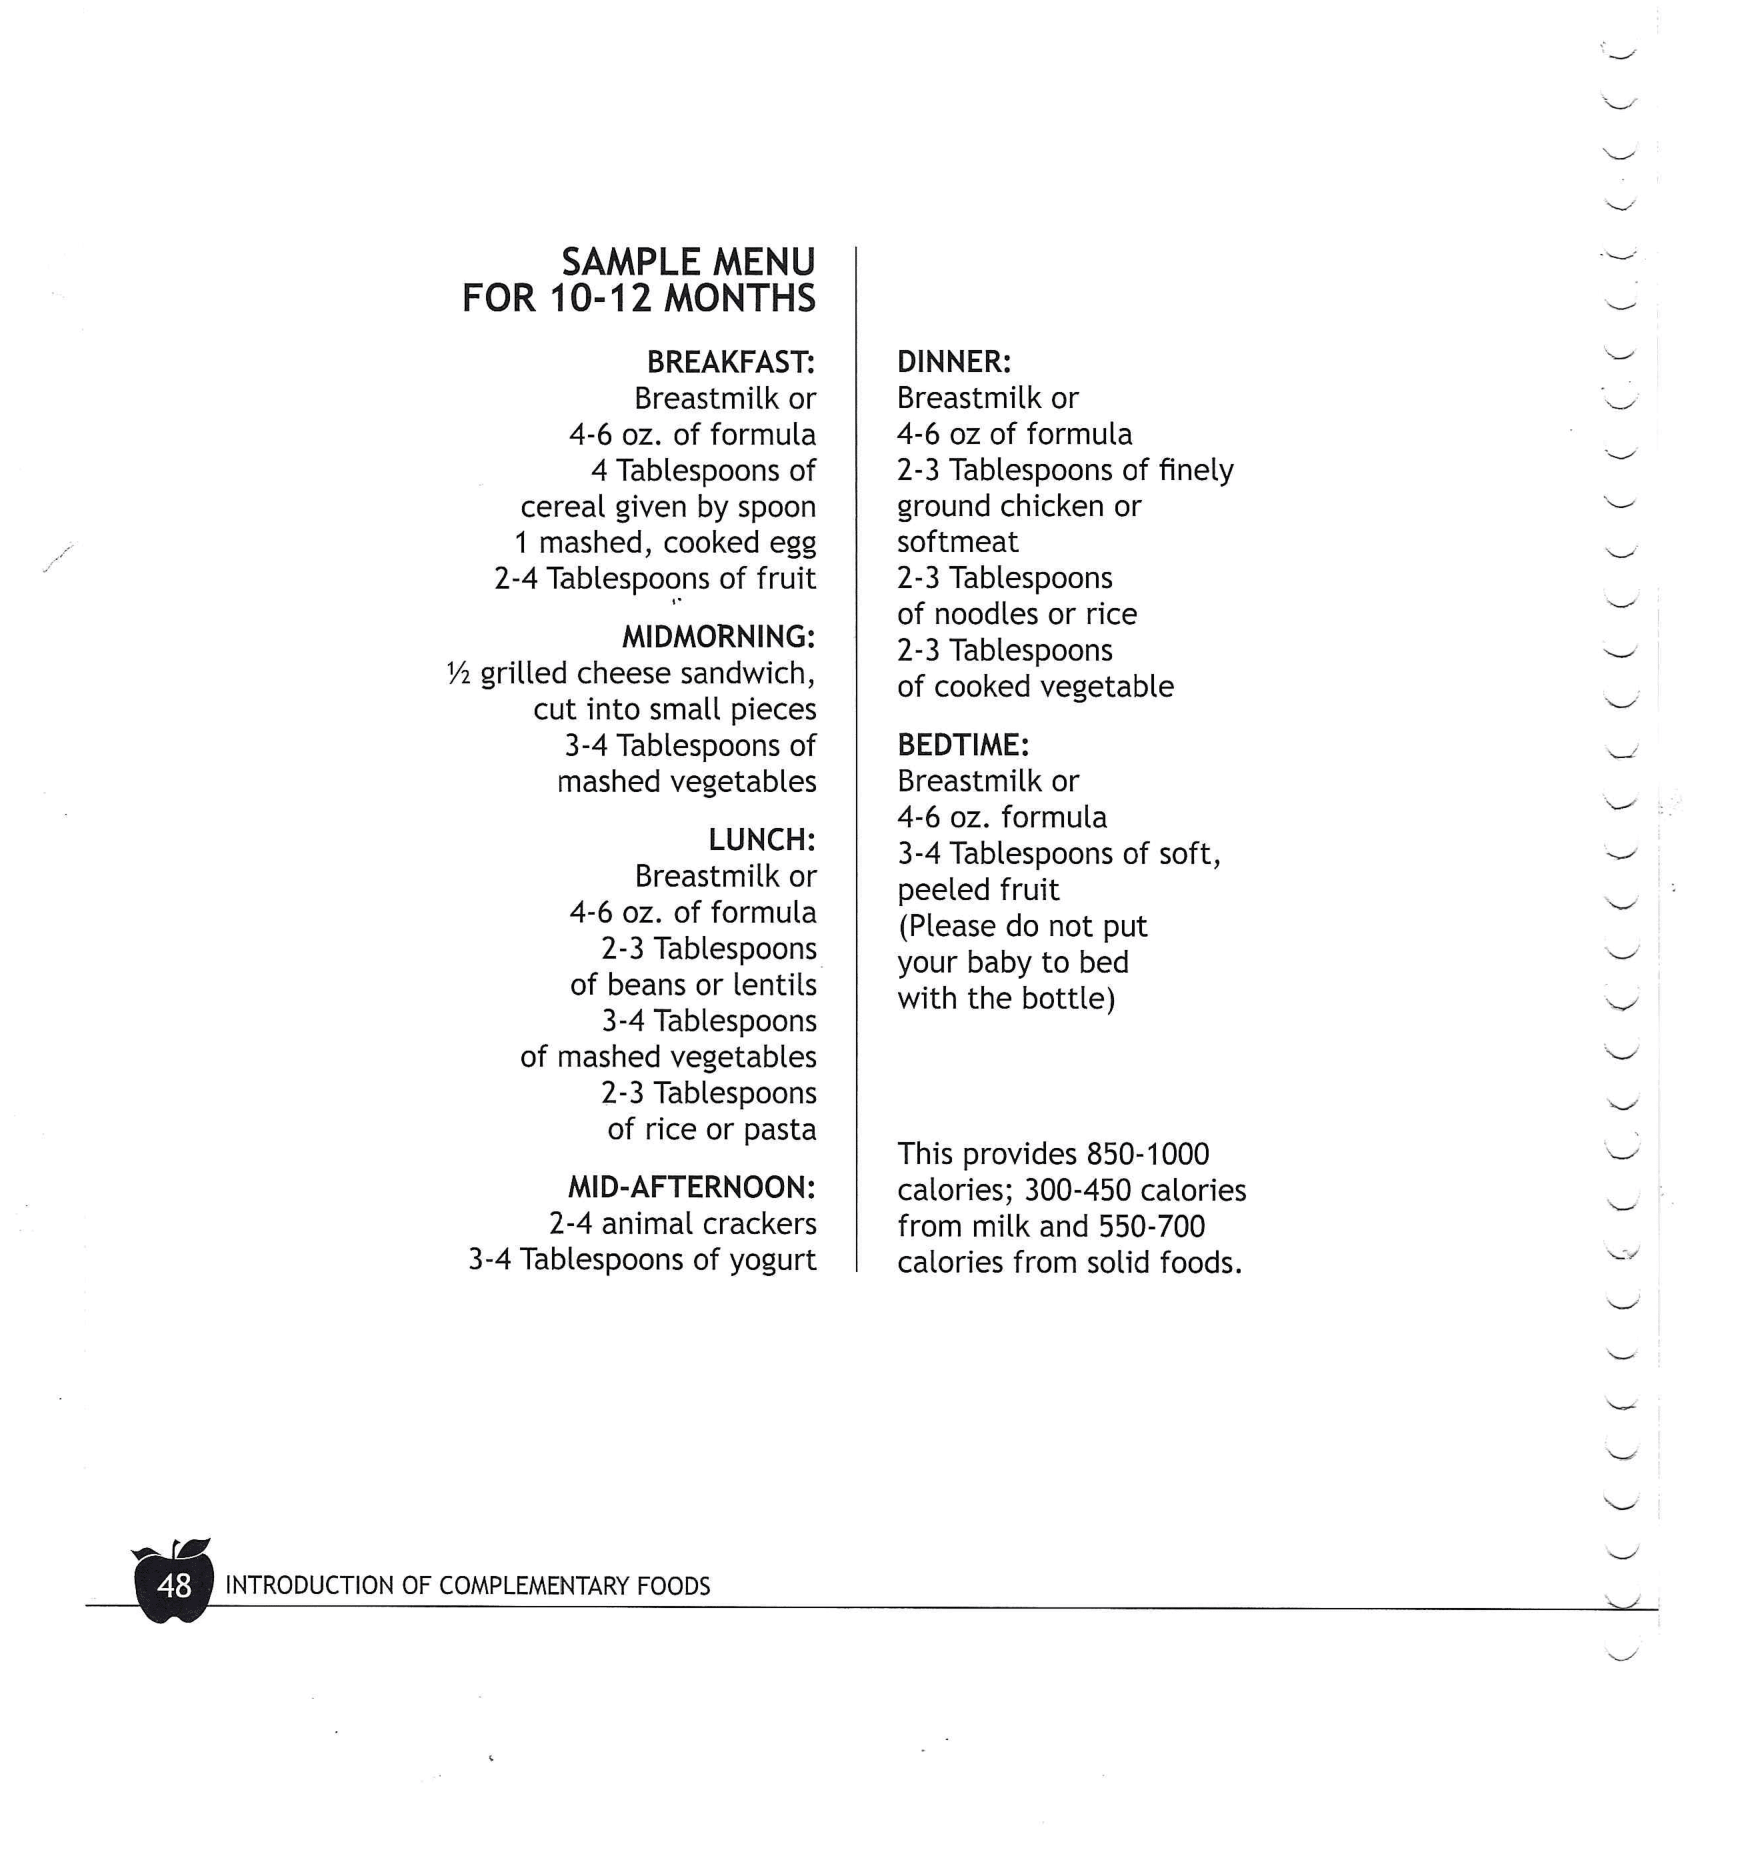 SAMPLE MENU
FOR 10-12 MONTHS
BREAKFAST:
Breastmilk or
4-6 oz. of formula
4 Tablespoons of
cereal given by spoon
1 mashed, cooked egg
2-4 Tablespoons of fruit
MIDMORNING:
½ grilled cheese sandwich,
cut into small pieces
3-4 Tablespoons of
mashed vegetables
LUNCH:
Breastmilk or
4-6 oz. of formula
2-3 Tablespoons
of beans or lentils
3-4 Tablespoons
of mashed vegetables
2-3 Tablespoons
of rice or pasta
MID-AFTERNOON:
2-4 animal crackers
3-4 Tablespoons of yogurt
DINNER:
Breastmilk or
4-6 oz of formula
2-3 Tablespoons of finely
ground chicken or
softmeat
2-3 Tablespoons
of noodles or rice
2-3 Tablespoons
of cooked vegetable
BEDTIME:
Breastmilk or
4-6 oz. formula
3-4 Tablespoons of soft,
peeled fruit
(Please do not put
your baby to bed
with the bottle)
This provides 850-1000
calories; 300-450 calories
from milk and 550-700
calories from solid foods.
48 INTRODUCTION OF COMPLEMENTARY FOODS